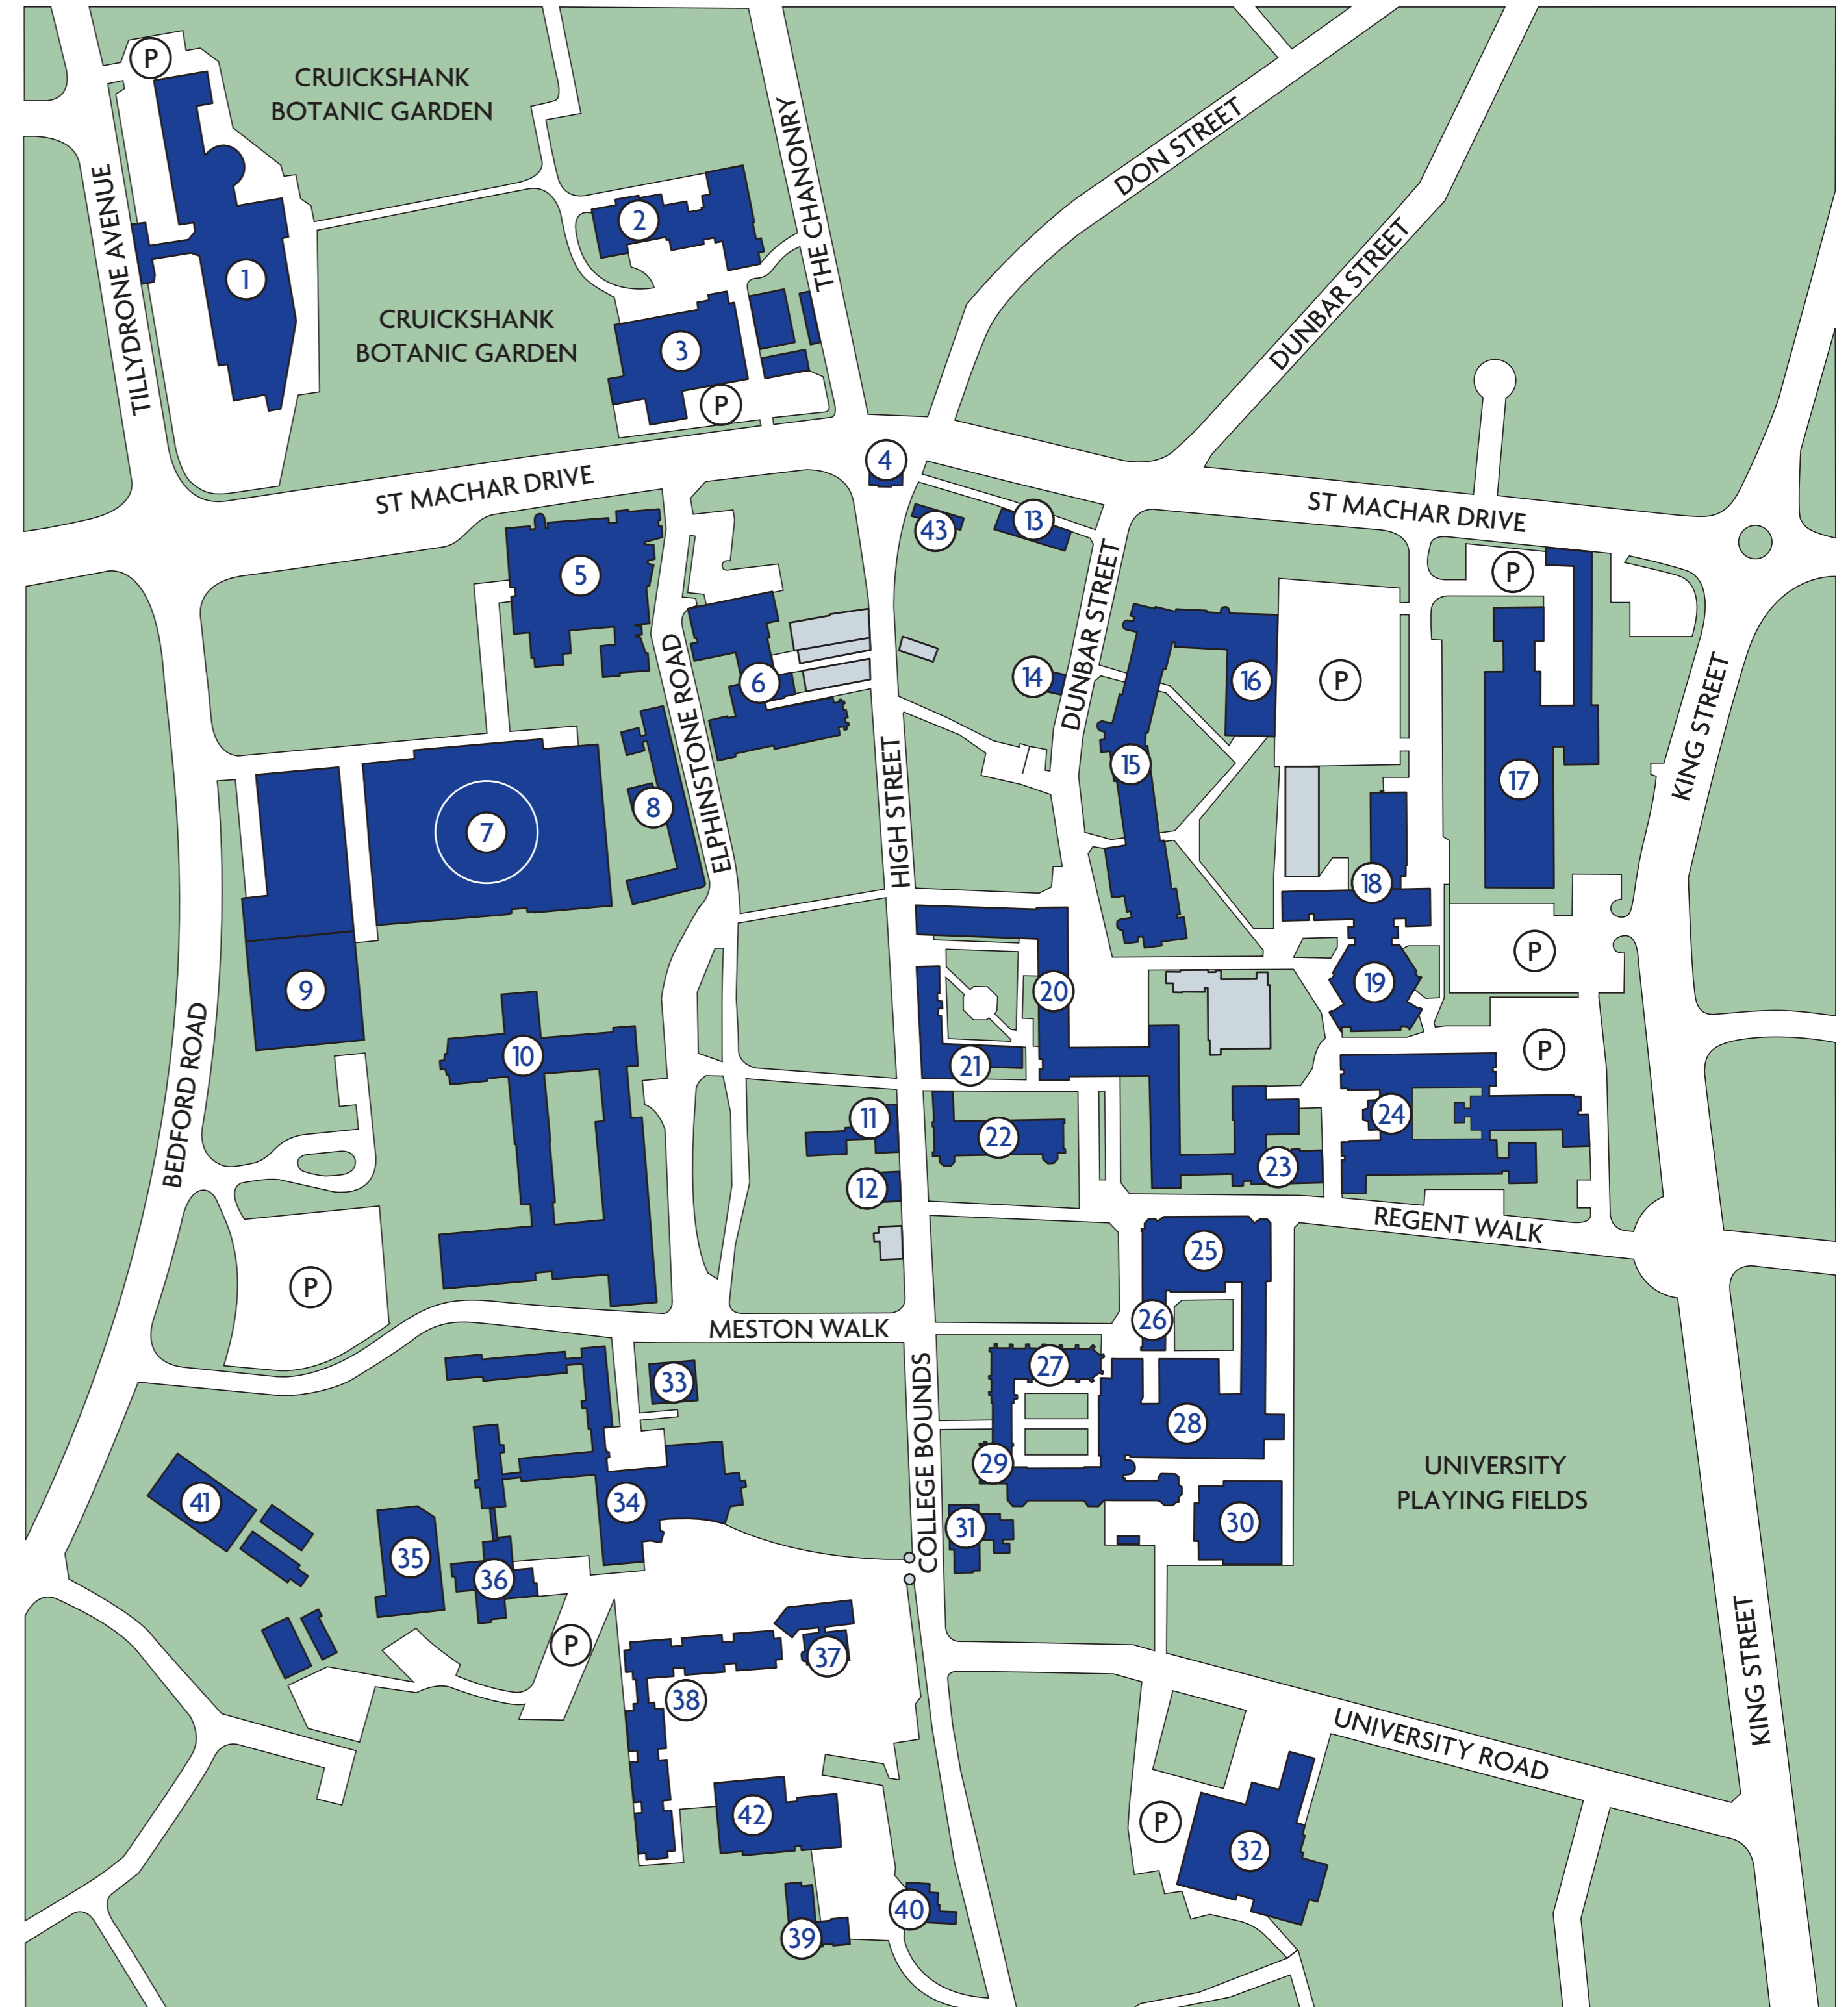 P
CRUICKSHANK
BOTANIC GARDEN
THE CHANONRY
DON STREET
TILLYDRONE AVENUE
2
1
DUNBAR STREET
CRUICKSHANK
BOTANIC GARDEN
3
P
4
ST MACHAR DRIVE
ST MACHAR DRIVE
43
13
5
P
DUNBAR STREET
ELPHINSTONE ROAD
6
14
16
P
KING STREET
15
17
7
8
HIGH STREET
18
P
9
20
19
BEDFORD ROAD
10
21
P
11
22
24
12
23
REGENT WALK
P
25
26
MESTON WALK
27
33
COLLEGE BOUNDS
28
29
UNIVERSITY
PLAYING FIELDS
41
34
31
30
35
36
P
37
KING STREET
38
UNIVERSITY ROAD
42
P
32
40
39